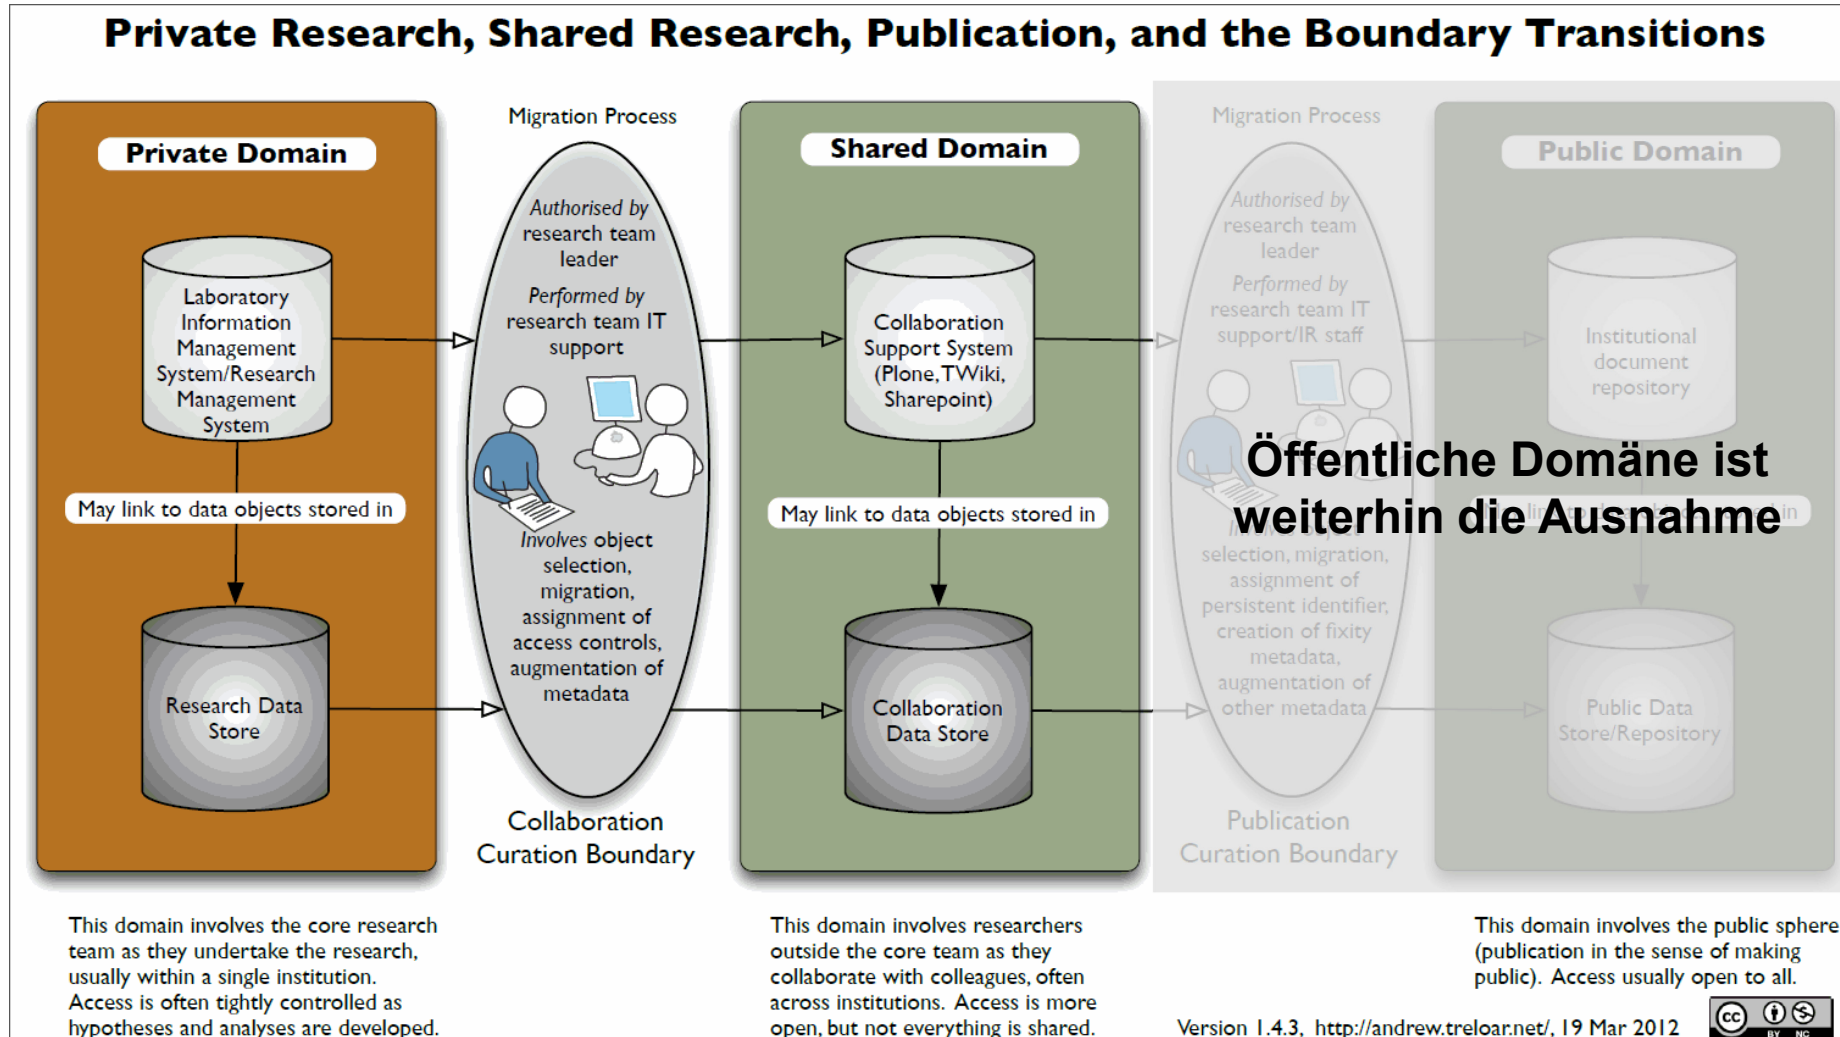 Private Research, Shared Research, Publication, and the Boundary Transitions
Private Domain
Laboratory
Information
Management
System/Research
Management
System
May link to data objects stored in
Research Data
Store
Migration Process
Authorised by
research team
leader
Performed by
research team IT
support
Involves object
selection,
migration,
assignment of
access controls,
augmentation of
metadata
Collaboration
Curation Boundary
Shared Domain
Collaboration
Support System
(Plone, TWiki,
Sharepoint)
May link to data objects stored in
Collaboration
Data Store
Migration Process
Authorised by
research team
leader
Performed by
research team IT
support/IR staff
Involves object
selection, migration,
assignment of
persistent identifier,
creation of fixity
metadata,
augmentation of
other metadata
Publication
Curation Boundary
Public Domain
Institutional
document
repository
Öffentliche Domäne ist
weiterhin die Ausnahme
in
Public Data
Store/Repository
This domain involves the core research
team as they undertake the research,
usually within a single institution.
Access is often tightly controlled as
hypotheses and analyses are developed.
This domain involves researchers
outside the core team as they
collaborate with colleagues, often
across institutions. Access is more
open, but not everything is shared.
This domain involves the public sphere
(publication in the sense of making
public). Access usually open to all.
Version 1.4.3, http://andrew.treloar.net/, 19 Mar 2012
cc
BY NC